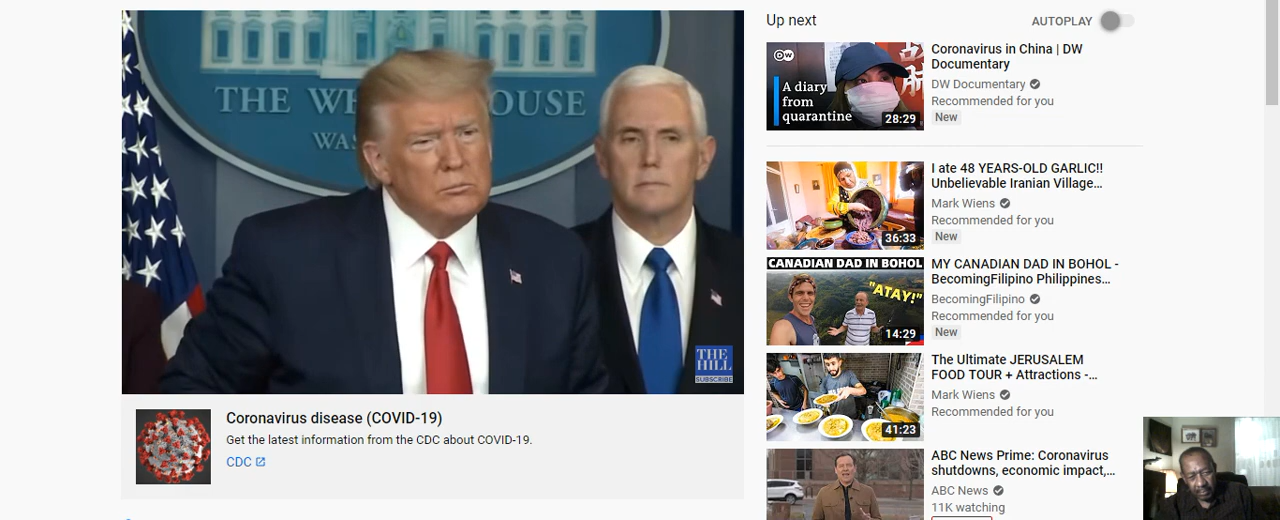 THE WH
OUSE
WAS
THE
HILL
SUBSCRIBE
Coronavirus disease (COVID-19)
Get the latest information from the CDC about COVID-19.
CDC
Up next
AUTOPLAY
DW
A diary
from
quarantine
28:29
Coronavirus in China | DW
Documentary
DW Documentary
Recommended for you
New
36:33
I ate 48 YEARS-OLD GARLIC!!
Unbelievable Iranian Village...
Mark Wiens
Recommended for you
New
CANADIAN DAD IN BOHOL
"ATAY!"
14:29
MY CANADIAN DAD IN BOHOL -
BecomingFilipino Philippines...
BecomingFilipino
Recommended for you
New
41:23
The Ultimate JERUSALEM
FOOD TOUR + Attractions -...
Mark Wiens
Recommended for you
ABC News Prime: Coronavirus
shutdowns, economic impact,...
ABC News
11K watching